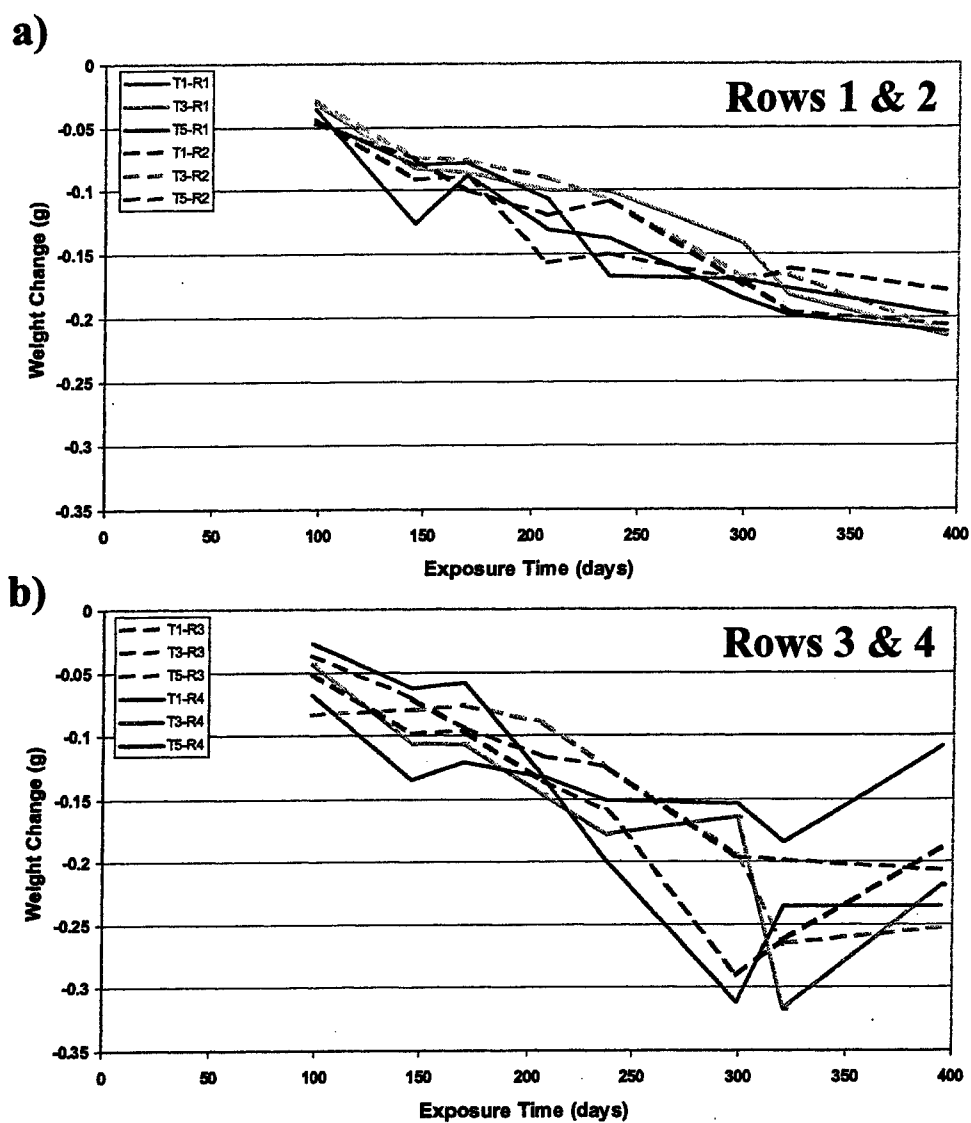 a)
Rows 1 & 2
T1-R1
T3-R1
T5-R1
T1-R2
T3-R2
T5-R2
0
-0.05
-0.1
-0.15
-0.2
-0.25
-0.3
-0.35
Weight Change (g)
0 50 100 150 200 250 300 350 400
Exposure Time (days)
b)
Rows 3 & 4
T1-R3
T3-R3
T5-R3
T1-R4
T3-R4
T5-R4
0
-0.05
-0.1
-0.15
-0.2
-0.25
-0.3
-0.35
Weight Change (g)
0 50 100 150 200 250 300 350 400
Exposure Time (days)